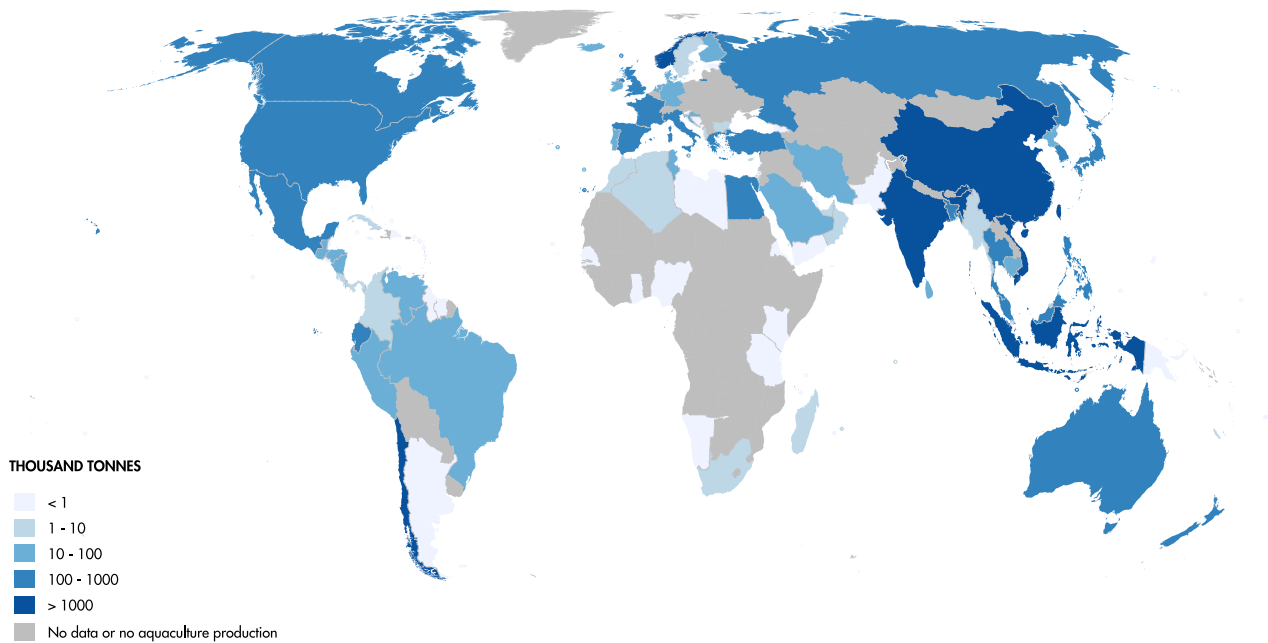 THOUSAND TONNES
< 1
1 - 10
10 - 100
100 - 1000
> 1000
No data or no aquaculture production